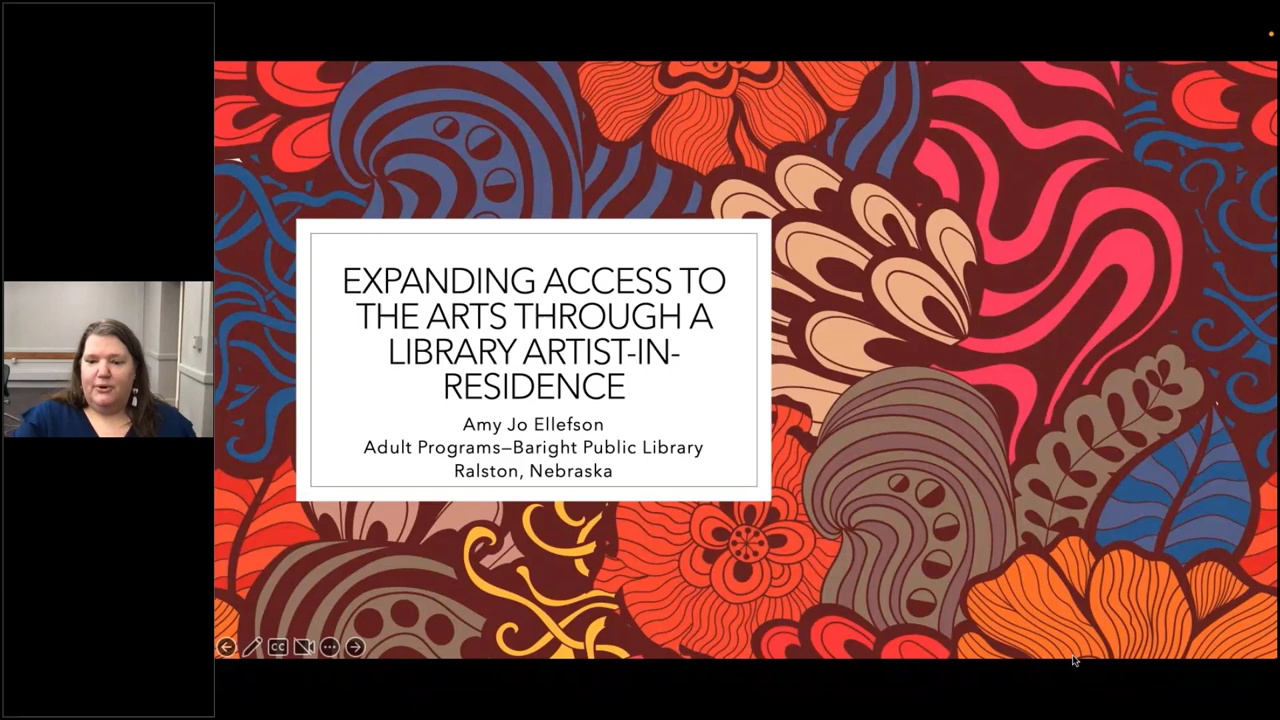 EXPANDING ACCESS TO
THE ARTS THROUGH A
LIBRARY ARTIST-IN-
RESIDENCE
Amy Jo Ellefson
Adult Programs—Baright Public Library
Ralston, Nebraska
CC